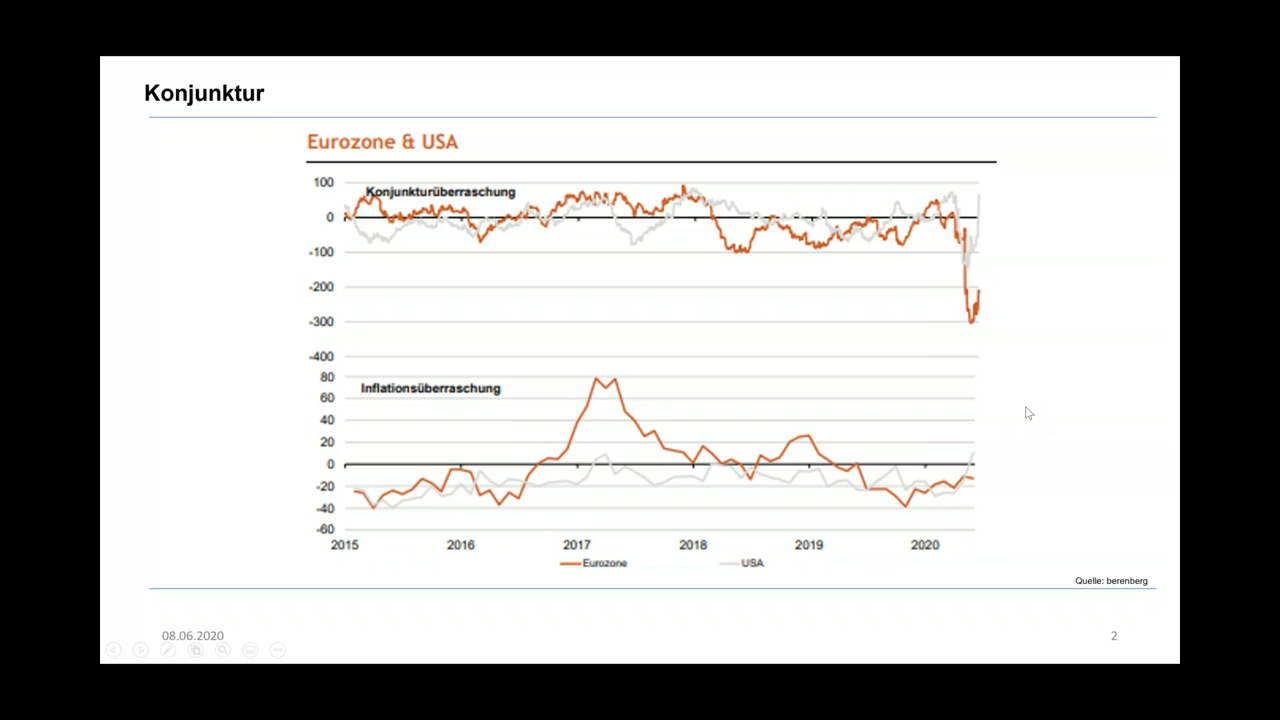 Konjunktur
Eurozone & USA
100
Konjunkturüberraschung
0
-100
-200
-300
-400
80
Inflationsüberraschung
60
40
20
0
-20
-40
-60
2015 2016 2017 2018 2019 2020
Eurozone USA
Quelle: berenberg
08.06.2020 2